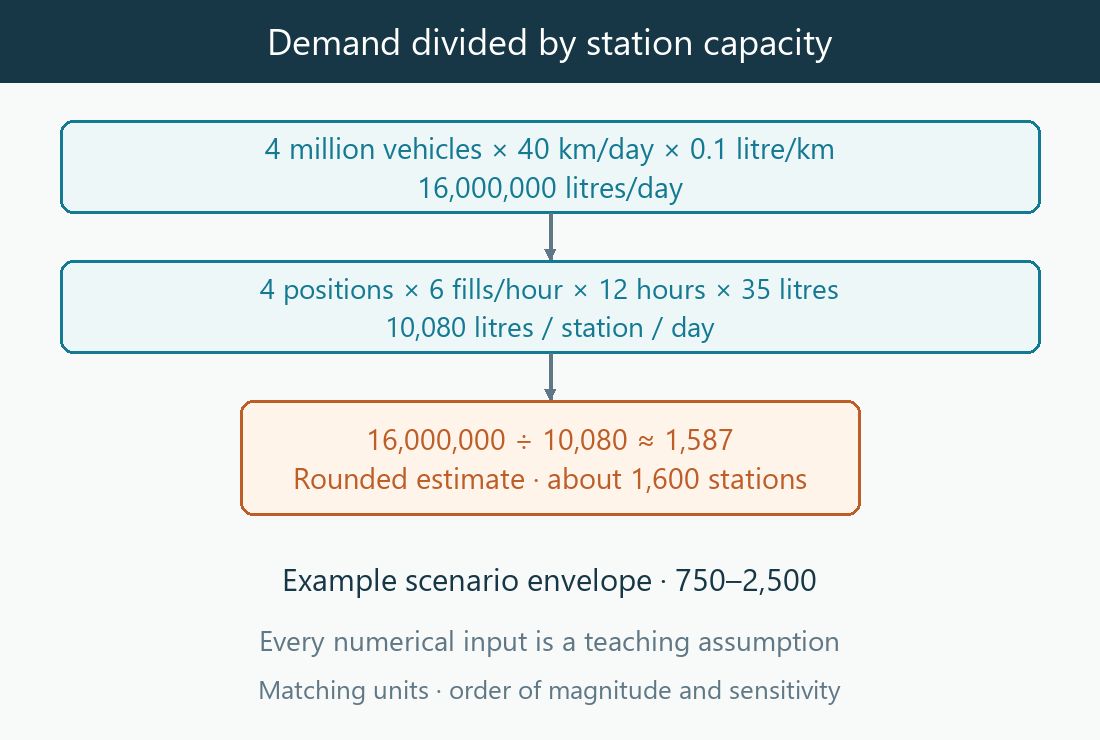 Demand divided by station capacity
4 million vehicles × 40 km/day × 0.1 litre/km
16,000,000 litres/day
4 positions × 6 fills/hour × 12 hours × 35 litres
10,080 litres / station / day
16,000,000 ÷ 10,080 ≈ 1,587
Rounded estimate · about 1,600 stations
Example scenario envelope · 750–2,500
Every numerical input is a teaching assumption
Matching units · order of magnitude and sensitivity